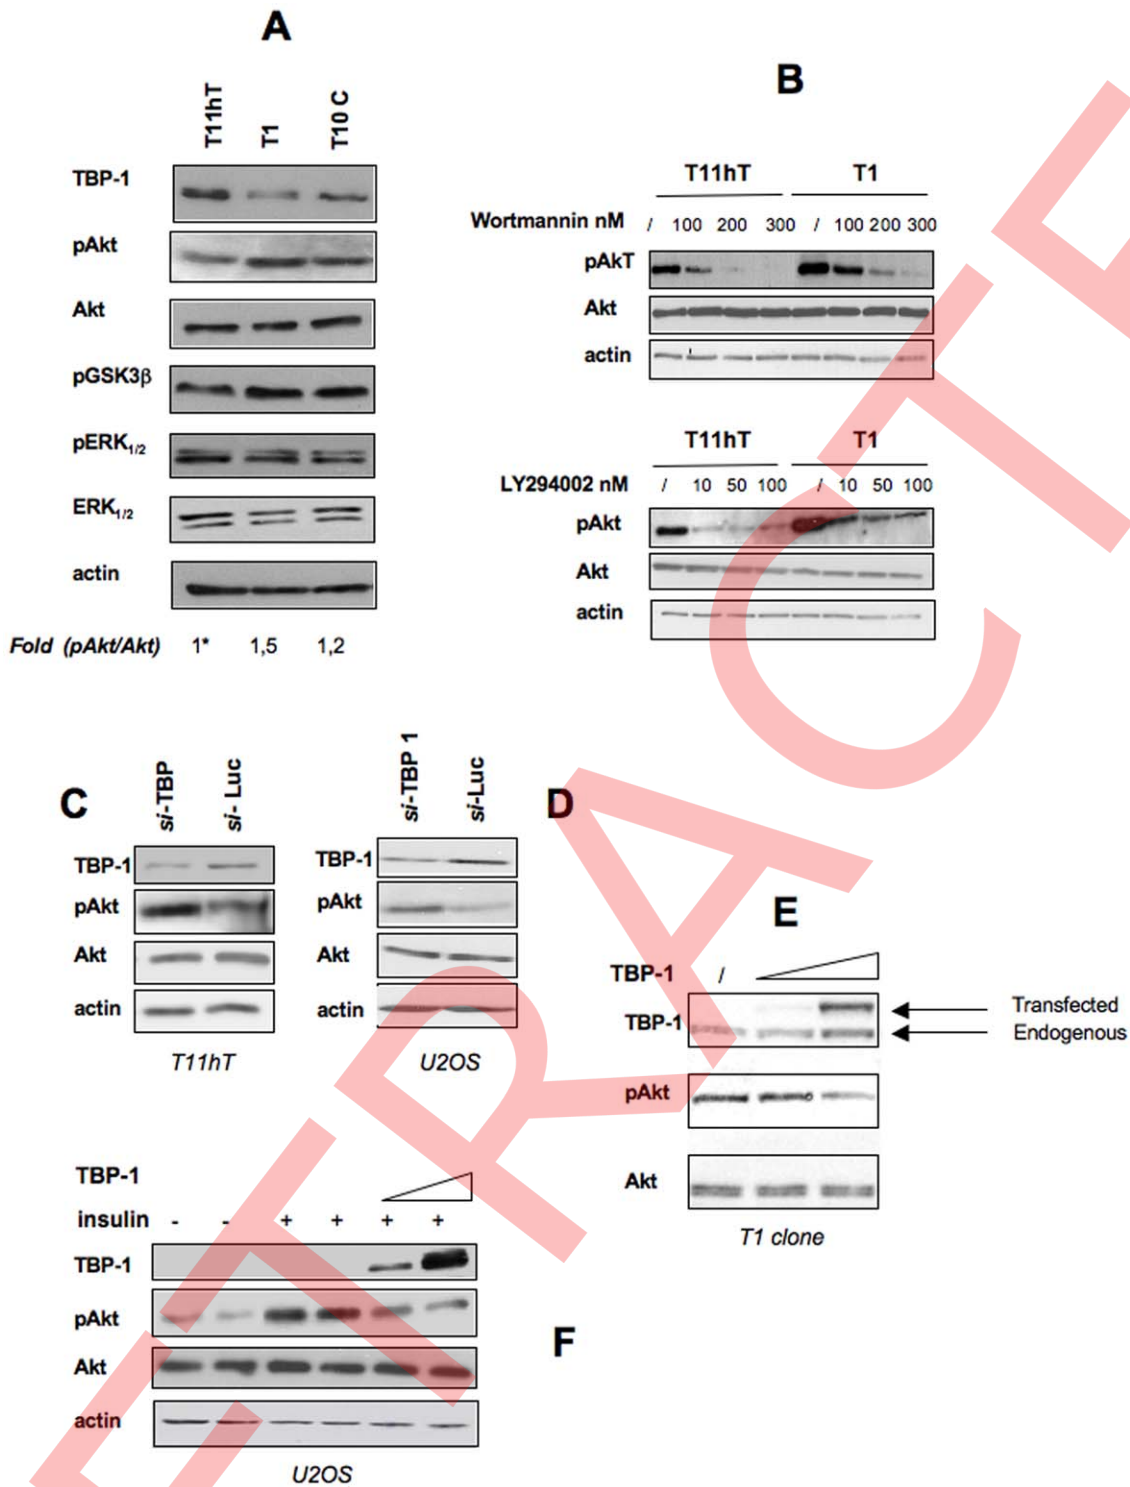 A
T11hT T1 T10 C
TBP-1
pAkt
Akt
pGSK3β
pERK1/2
ERK1/2
actin
Fold (pAkt/Akt) 1* 1,5 1,2
B
T11hT T1
Wortmannin nM / 100 200 300 / 100 200 300
pAkT
Akt
actin
T11hT T1
LY294002 nM / 10 50 100 / 10 50 100
pAkt
Akt
actin
C
si-TBP si- Luc
TBP-1
pAkt
Akt
actin
T11hT
si-TBP 1 si-Luc
TBP-1
pAkt
Akt
actin
U2OS
D
E
TBP-1 /
TBP-1
Transfected
Endogenous
pAkt
Akt
T1 clone
TBP-1
insulin - - + + + +
TBP-1
pAkt
Akt
actin
U2OS
F
ETRACTE